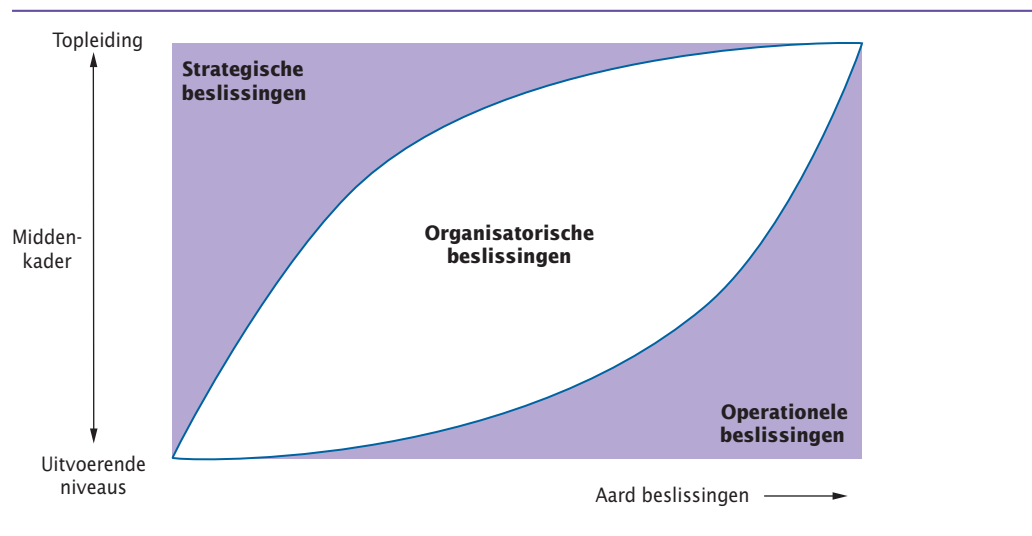 Topleiding
Strategische
beslissingen
Midden-
kader
Organisatorische
beslissingen
Operationele
beslissingen
Uitvoerende
niveaus
Aard beslissingen